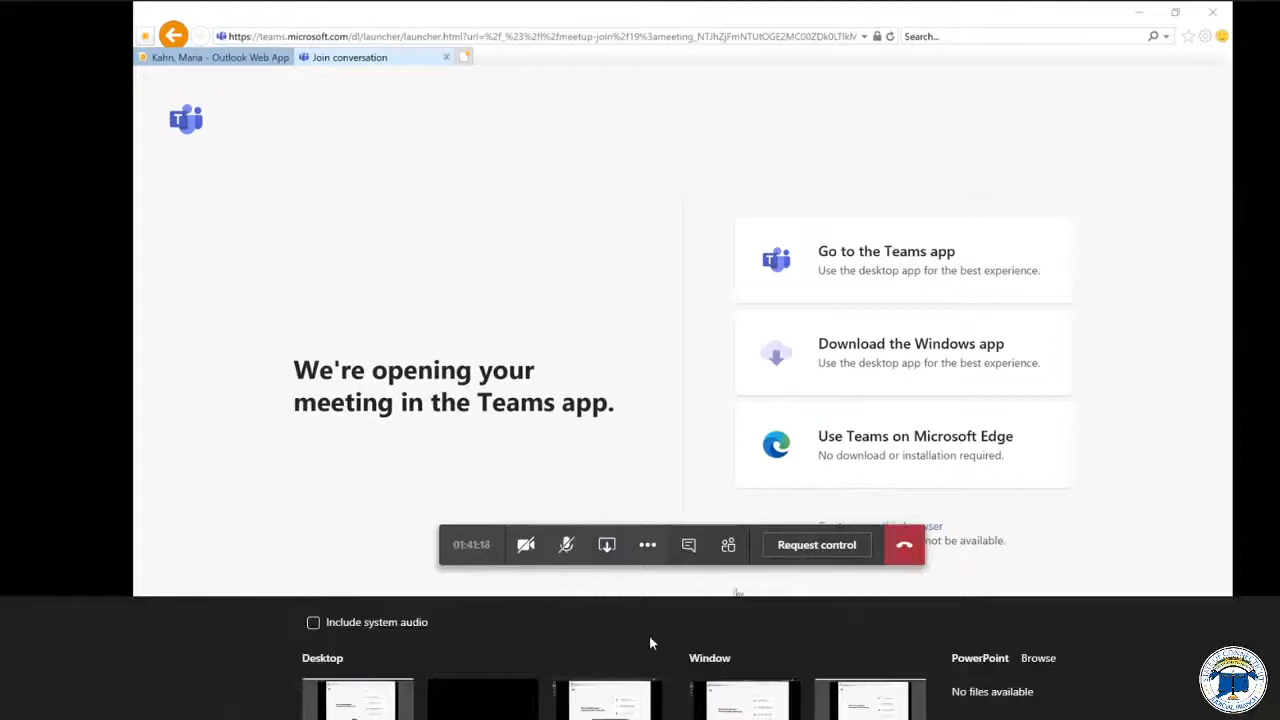 https://teams.microsoft.com/dl/launcher/launcher.html?url=%2f_%23%2fl%2fmeetup-join%2f19%3ameeting_
Search...
Kahn, Maria - Outlook Web App
Join conversation
T
Go to the Teams app
Use the desktop app for the best experience.
T
Download the Windows app
Use the desktop app for the best experience.
We're opening your
meeting in the Teams app.
Use Teams on Microsoft Edge
No download or installation required.
not be available.
01:41:13
Request control
Include system audio
Desktop
Window
PowerPoint
Browse
No files available